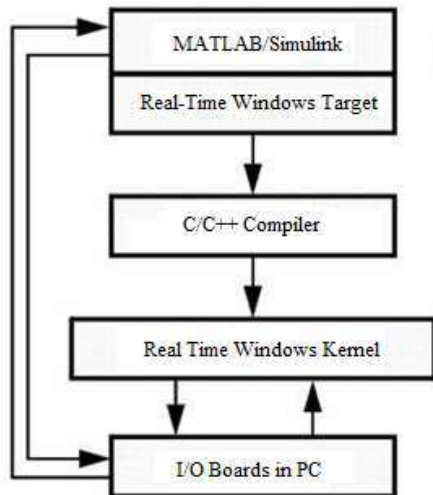 MATLAB/Simulink
Real-Time Windows Target
C/C++ Compiler
Real Time Windows Kernel
I/O Boards in PC